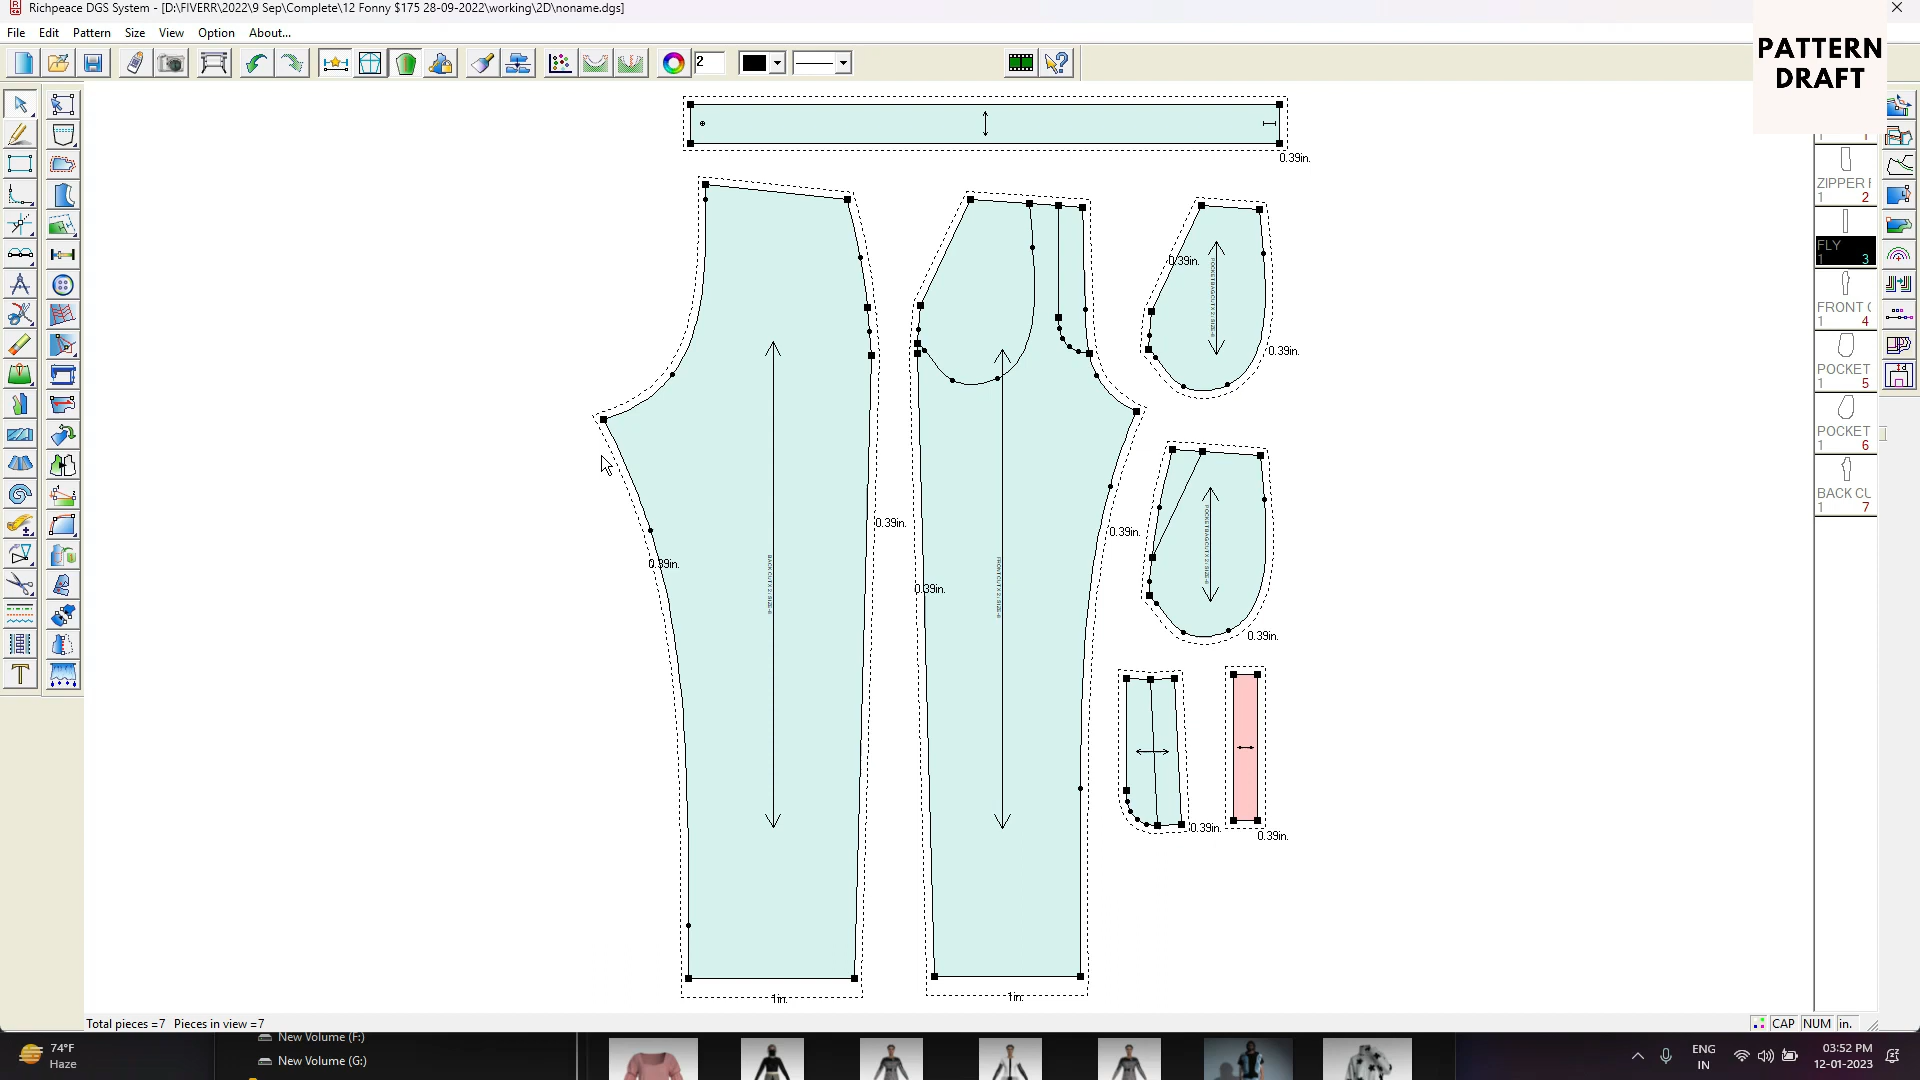 Richpeace DGS System - [D:\FIVERR\2022\9 Sep\Complete\12 Fonny $175 28-09-2022\working\2D\noname.dgs]
File Edit Pattern Size View Option About...
2
PATTERN
DRAFT
0.39in.
1 1
ZIPPER F
1 2
FLY
1 3
FRONT C
1 4
POCKET
1 5
POCKET
1 6
BACK CU
1 7
0.39in.
0.39in.
0.39in.
0.39in.
0.39in.
0.39in.
0.39in.
0.39in.
0.39in.
1in.
1in.
Total pieces =7 Pieces in view =7
CAP NUM in.
74°F
Haze
New Volume (F:)
New Volume (G:)
ENG
IN
03:52 PM
12-01-2023